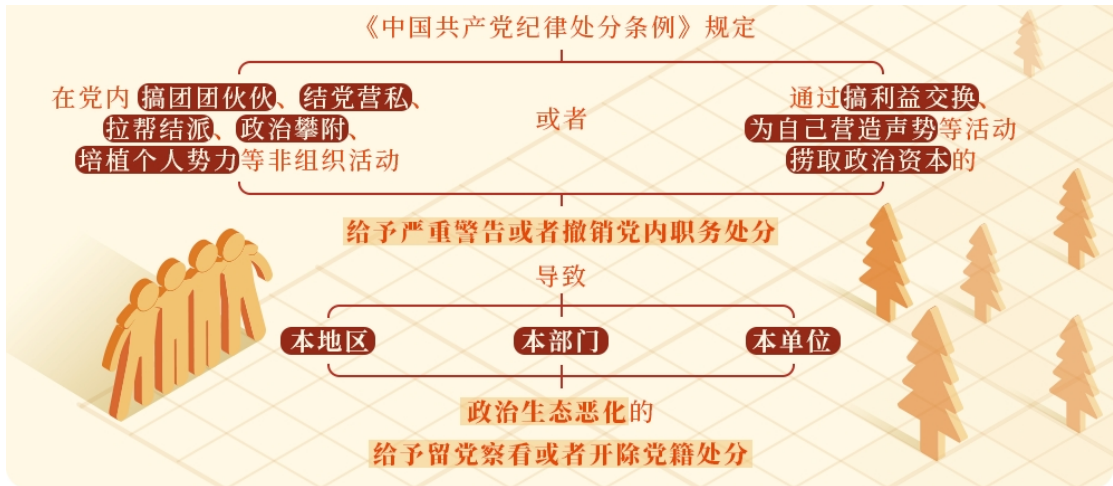 《中国共产党纪律处分条例》规定
在党内 搞团团伙伙、结党营私、
拉帮结派、政治攀附、
培植个人势力等非组织活动
或者
通过搞利益交换、
为自己营造声势等活动
捞取政治资本的
给予严重警告或者撤销党内职务处分
导致
本地区
本部门
本单位
政治生态恶化的
给予留党察看或者开除党籍处分